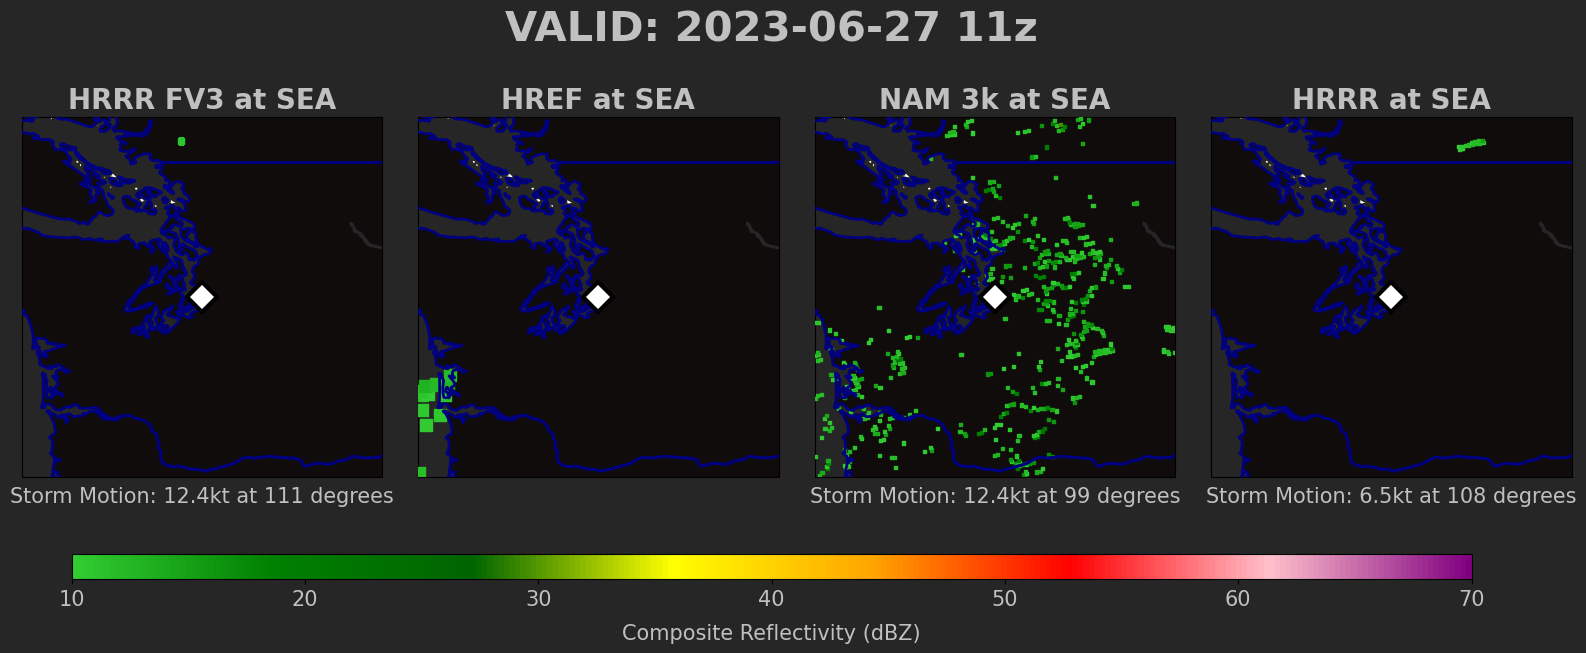 VALID: 2023-06-27 11z
HRRR FV3 at SEA
HREF at SEA
NAM 3k at SEA
HRRR at SEA
Storm Motion: 12.4kt at 111 degrees
Storm Motion: 12.4kt at 99 degrees
Storm Motion: 6.5kt at 108 degrees
10 20 30 40 50 60 70
Composite Reflectivity (dBZ)